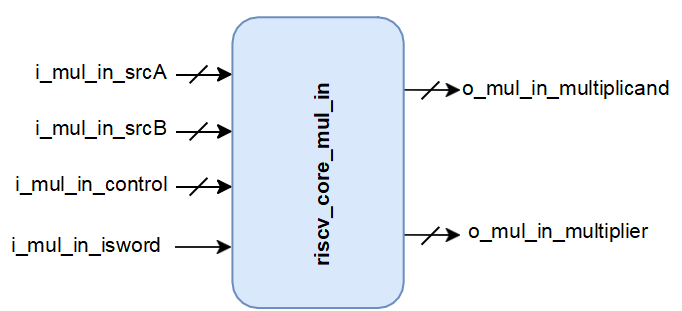 i_mul_in_srcA
i_mul_in_srcB
i_mul_in_control
i_mul_in_isword
riscv_core_mul_in
o_mul_in_multiplicand
o_mul_in_multiplier